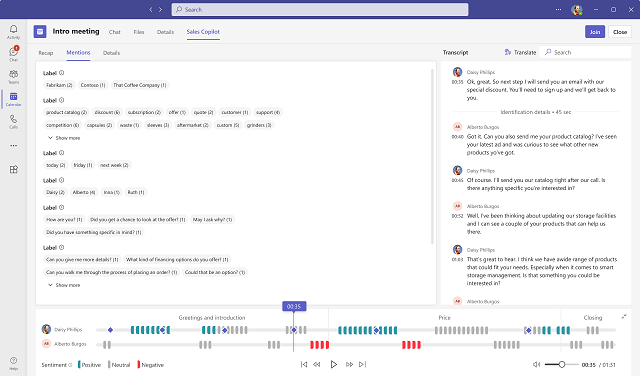 Search
Activity
Chat
Teams
Calendar
Calls
Help
Intro meeting
Chat
Files
Details
Sales Copilot
Join
Close
Recap
Mentions
Details
Label
Fabrikam (2) Contoso (1) That Coffee Company (1)
Label
product catalog (2) discount (6) subscription (2) offer (1) quote (2) customer (1) support (4)
competition (6) capsules (2) waste (1) sleeves (3) aftermarket (2) custom (5) grinders (3)
Show more
Label
today (2) friday (1) next week (2)
Label
Daisy (2) Alberto (4) Inna (1) Ruth (1)
Label
How are you? (1) Did you get a chance to look at the offer? (1) May I ask why? (1)
Did you have something specific in mind? (1)
Label
Can you give me more details? (1) What kind of financing options do you offer? (1)
Can you walk me through the process of placing an order? (1) Could that be an option? (1)
Show more
Transcript
Translate
Search
Daisy Phillips
00:35 Ok, great. So next step I will send you an email with our
special discount. You'll need to sign up and we'll get back to
you.
Identification details • 45 sec
AB Alberto Burgos
00:40 Got it. Can you also send me your product catalog? I've seen
your latest ad and was curious to see what other new
products yo've got.
Daisy Phillips
00:45 Of course. I'll send you our catalog right after our call. Is
there anything specific you're interested in?
AB Alberto Burgos
00:52 Well, I've been thinking about updating our storage facilities
and I can see a couple of your products that can help us
there.
Daisy Phillips
01:03 That's great to hear. I think we have awide range of products
that could fit your needs. Especially when it comes to smart
storage management. Is that something you could be
interested in?
AB Alberto Burgos
00:35
Greetings and introduction
Price
Closing
Daisy Phillips
AB Alberto Burgos
Sentiment
Positive
Neutral
Negative
00:35 / 01:31